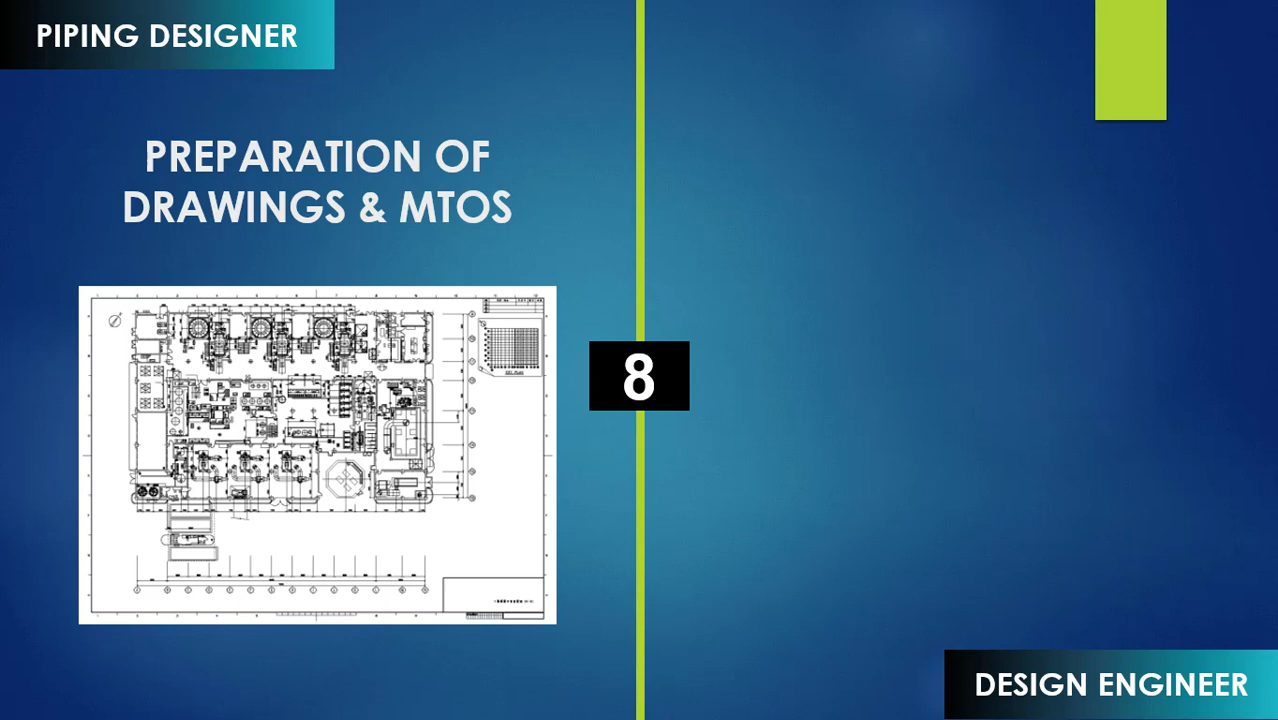 PIPING DESIGNER
PREPARATION OF
DRAWINGS & MTOS
8
DESIGN ENGINEER